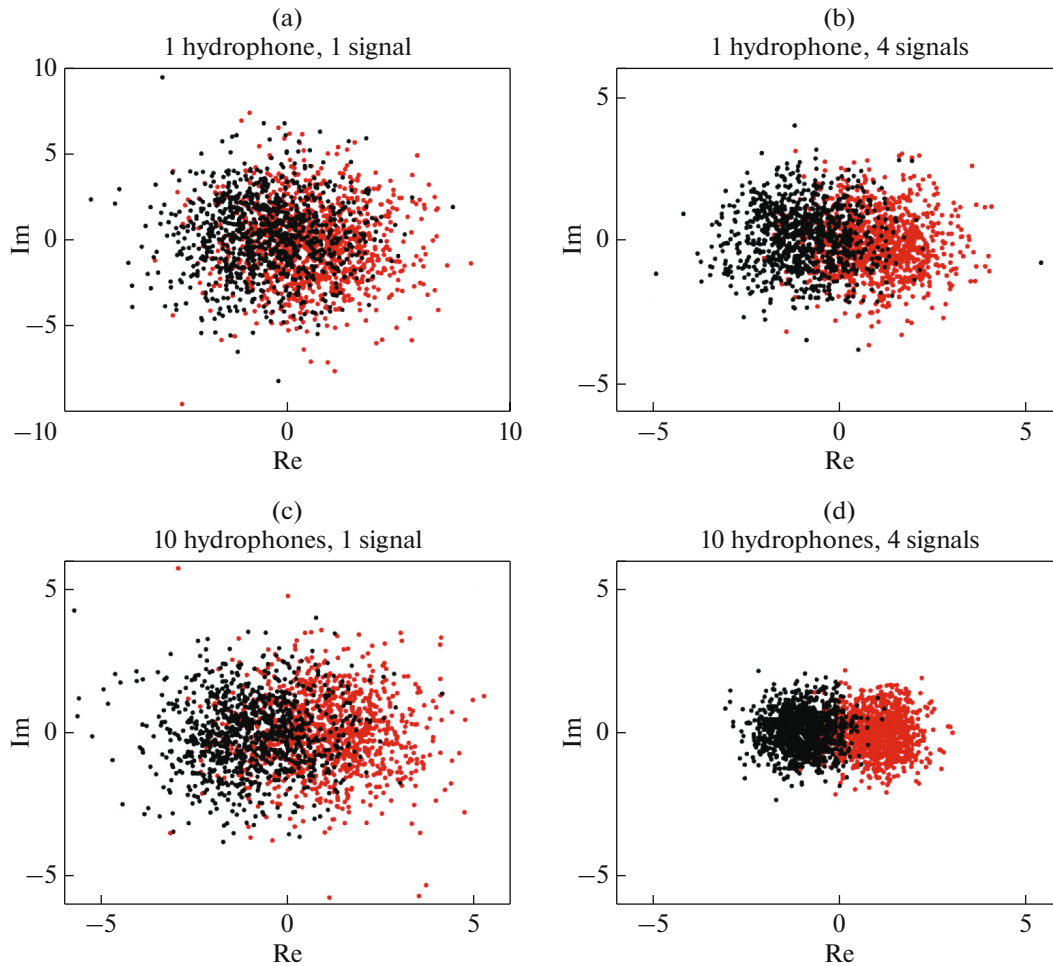 (a)
1 hydrophone, 1 signal
10
5
0
−5
−10
0
10
Im
Re
(b)
1 hydrophone, 4 signals
5
0
−5
−5
0
5
Im
Re
(c)
10 hydrophones, 1 signal
5
0
−5
−5
0
5
Im
Re
(d)
10 hydrophones, 4 signals
5
0
−5
−5
0
5
Im
Re